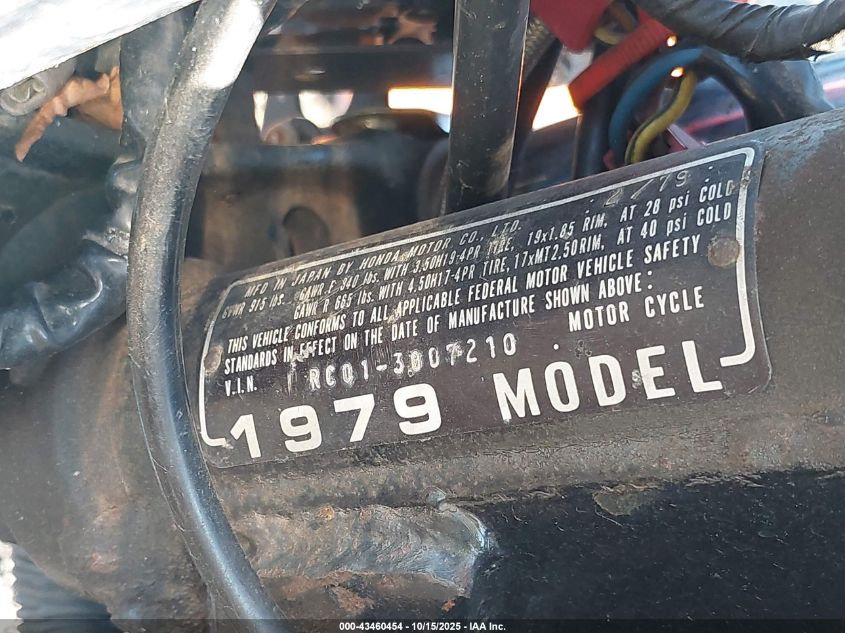 2/79
MFG IN JAPAN BY HONDA MOTOR CO., LTD.
GVWR 915 lbs. GAWR F 340 lbs. WITH 3.50H19-4PR TIRE, 19x1.85 RIM, AT 28 psi COLD
GAWR R 665 lbs. WITH 4.50H17-4PR TIRE, 17xMT2.50RIM, AT 40 psi COLD
THIS VEHICLE CONFORMS TO ALL APPLICABLE FEDERAL MOTOR VEHICLE SAFETY
STANDARDS IN EFFECT ON THE DATE OF MANUFACTURE SHOWN ABOVE:
V.I.N. RC01-3007210 MOTOR CYCLE
1979 MODEL
000-43460454 - 10/15/2025 - IAA Inc.